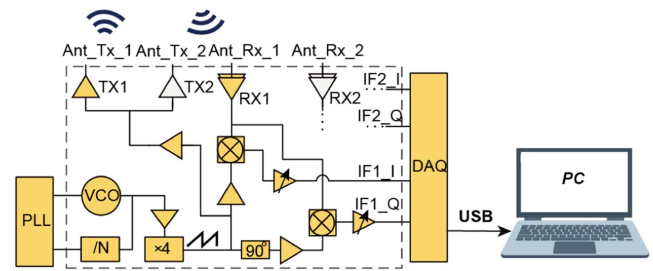 Ant_Tx_1 Ant_Tx_2 Ant_Rx_1 Ant_Rx_2
TX1 TX2 RX1 RX2
IF2_I
IF2_Q
IF1_I
IF1_Q
DAQ
PC
USB
PLL
VCO
/N
×4
90°